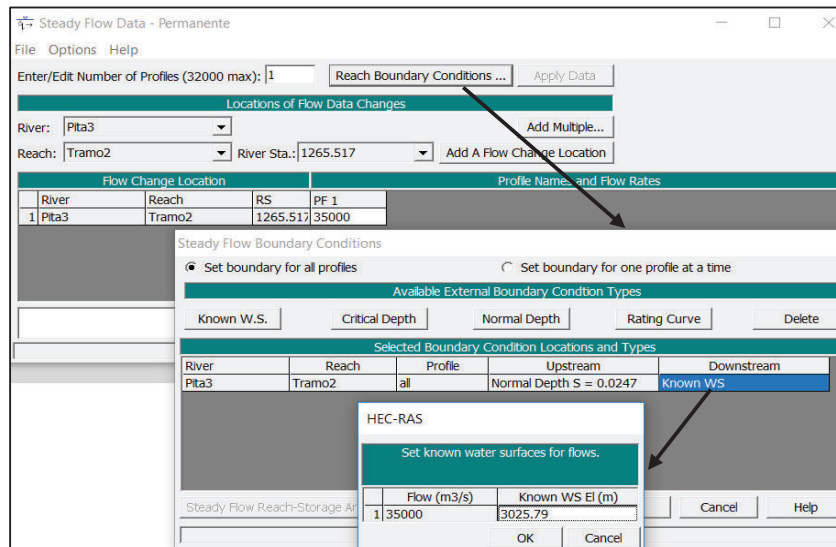 Steady Flow Data - Permanente
File Options Help
Enter/Edit Number of Profiles (32000 max): 1 Reach Boundary Conditions ... Apply Data
Locations of Flow Data Changes
River: Pita3 Add Multiple...
Reach: Tramo2 River Sta.: 1265.517 Add A Flow Change Location
Flow Change Location Profile Names and Flow Rates
River Reach RS PF 1
1 Pita3 Tramo2 1265.517 35000
Steady Flow Boundary Conditions
Set boundary for all profiles Set boundary for one profile at a time
Available External Boundary Condtion Types
Known W.S. Critical Depth Normal Depth Rating Curve Delete
Selected Boundary Condition Locations and Types
River Reach Profile Upstream Downstream
Pita3 Tramo2 all Normal Depth S = 0.0247 Known WS
HEC-RAS
Set known water surfaces for flows.
Flow (m3/s) Known WS El (m)
1 35000 3025.79
Steady Flow Reach-Storage Ar Cancel Help
OK Cancel